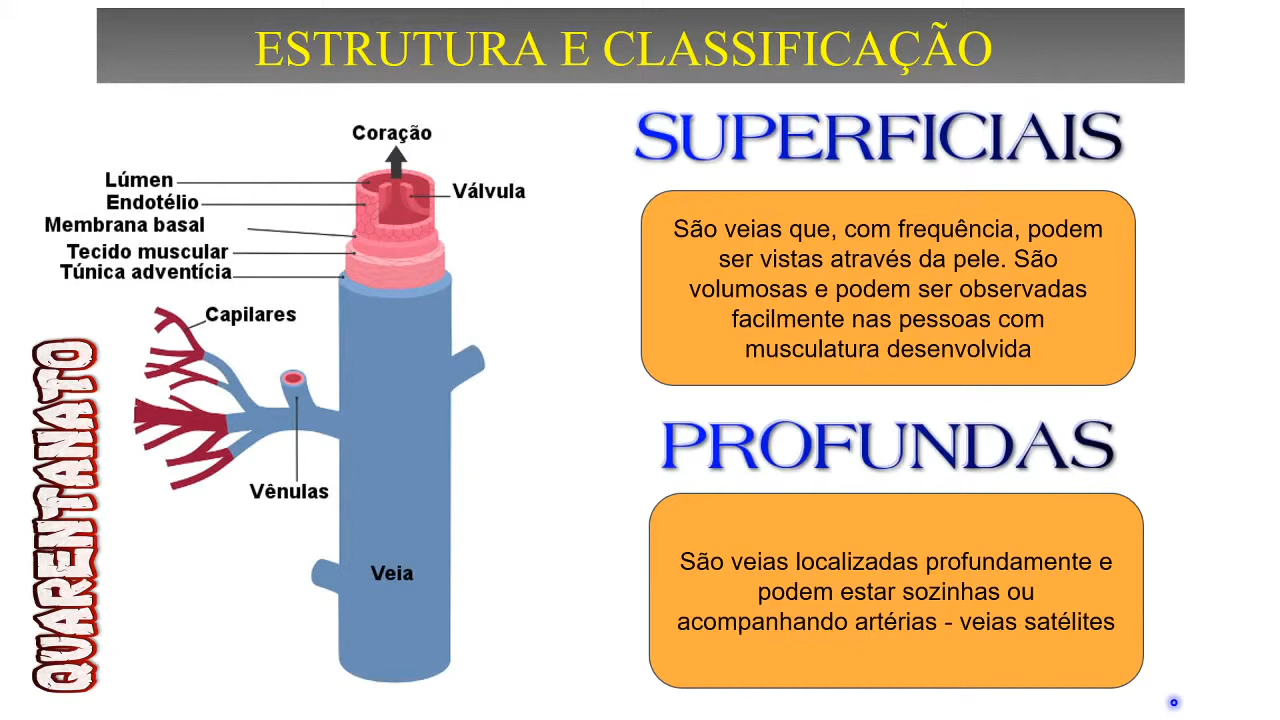 ESTRUTURA E CLASSIFICAÇÃO
Coração
Lúmen
Endotélio
Membrana basal
Tecido muscular
Túnica adventícia
Válvula
Capilares
Vênulas
Veia
QUARENTANATO
SUPERFICIAIS
São veias que, com frequência, podem
ser vistas através da pele. São
volumosas e podem ser observadas
facilmente nas pessoas com
musculatura desenvolvida
PROFUNDAS
São veias localizadas profundamente e
podem estar sozinhas ou
acompanhando artérias - veias satélites